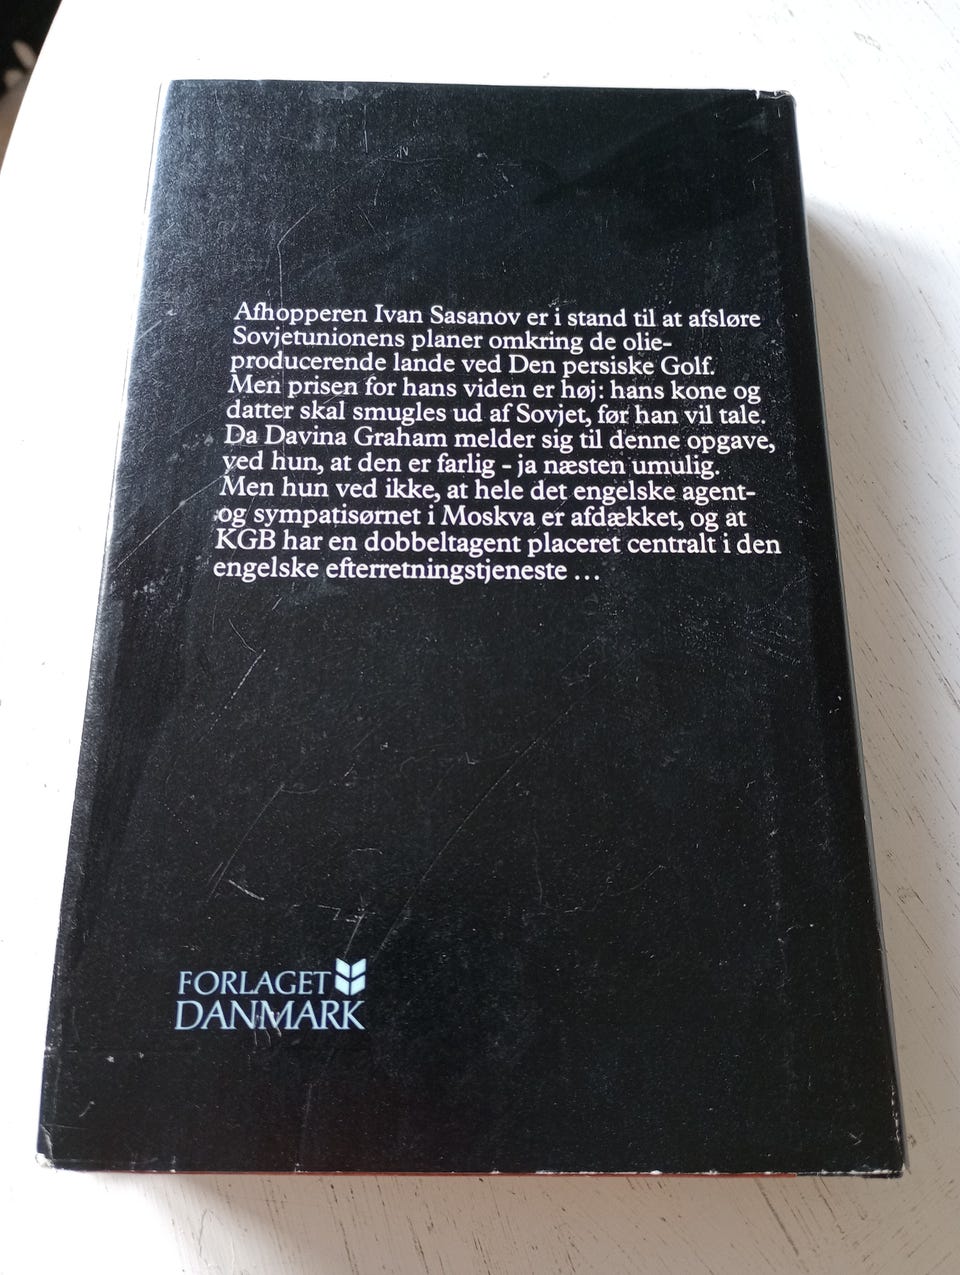 Afhopperen Ivan Sasanov er i stand til at afsløre
Sovjetunionens planer omkring de olie-
producerende lande ved Den persiske Golf.
Men prisen for hans viden er høj: hans kone og
datter skal smugles ud af Sovjet, før han vil tale.
Da Davina Graham melder sig til denne opgave,
ved hun, at den er farlig - ja næsten umulig.
Men hun ved ikke, at hele det engelske agent-
og sympatisørnet i Moskva er afdækket, og at
KGB har en dobbeltagent placeret centralt i den
engelske efterretningstjeneste ...
FORLAGET
DANMARK